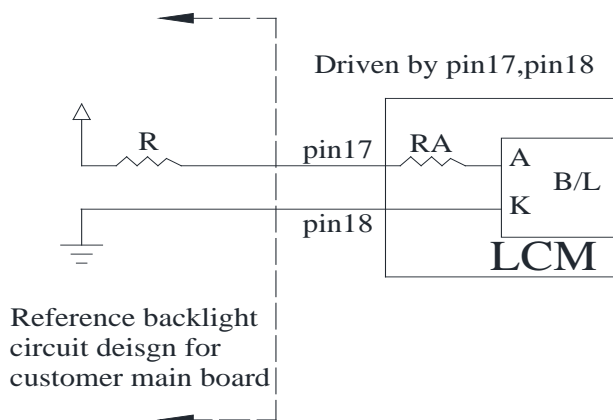 Driven by pin17,pin18
R
pin17
RA
A
B/L
K
pin18
LCM
Reference backlight
circuit deisgn for
customer main board